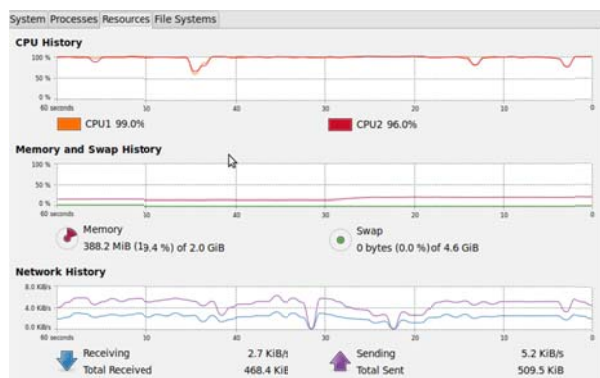 System Processes Resources File Systems
CPU History
100 %
50 %
0 %
60 seconds 50 40 30 20 10 0
CPU1 99.0% CPU2 96.0%
Memory and Swap History
100 %
50 %
0 %
60 seconds 50 40 30 20 10 0
Memory Swap
388.2 MiB (19.4 %) of 2.0 GiB 0 bytes (0.0 %) of 4.6 GiB
Network History
8.0 KiB/s
4.0 KiB/s
0.0 KiB/s
60 seconds 50 40 30 20 10 0
Receiving 2.7 KiB/s Sending 5.2 KiB/s
Total Received 468.4 KiB Total Sent 509.5 KiB